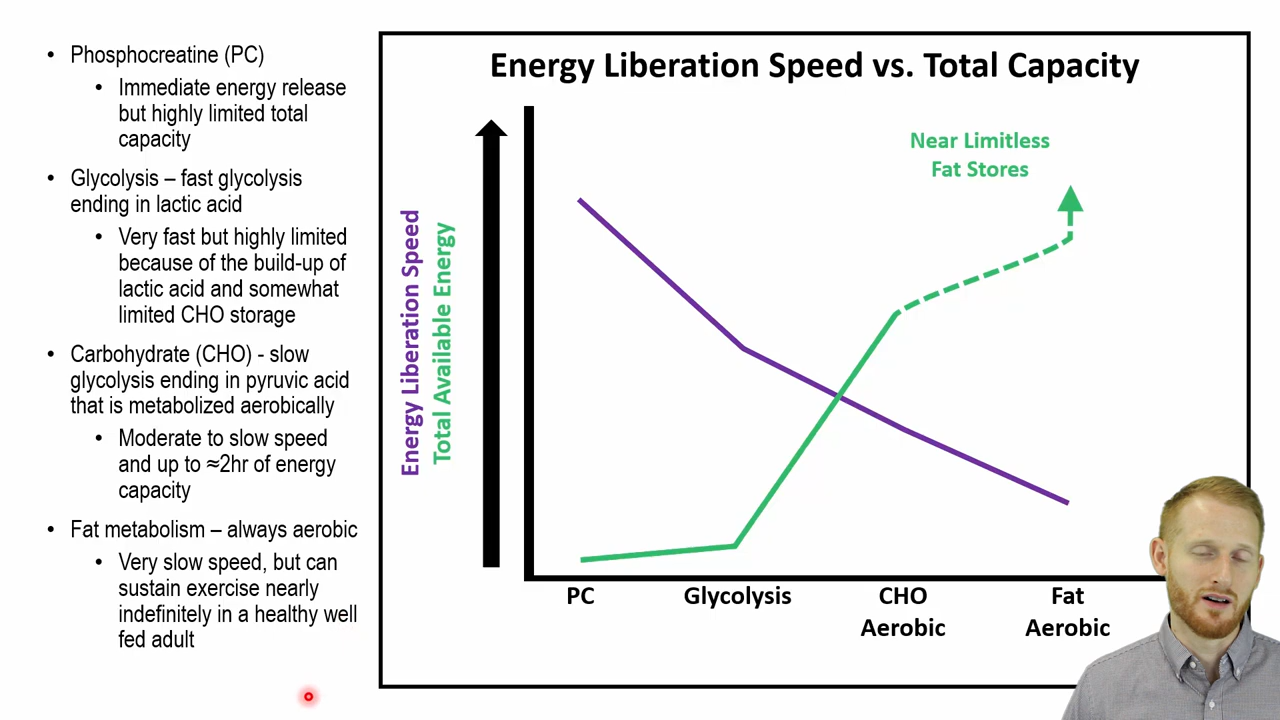 • Phosphocreatine (PC)
• Immediate energy release
but highly limited total
capacity
• Glycolysis – fast glycolysis
ending in lactic acid
• Very fast but highly limited
because of the build-up of
lactic acid and somewhat
limited CHO storage
• Carbohydrate (CHO) - slow
glycolysis ending in pyruvic acid
that is metabolized aerobically
• Moderate to slow speed
and up to ≈2hr of energy
capacity
• Fat metabolism – always aerobic
• Very slow speed, but can
sustain exercise nearly
indefinitely in a healthy well
fed adult
Energy Liberation Speed vs. Total Capacity
Energy Liberation Speed
Total Available Energy
Near Limitless
Fat Stores
PC
Glycolysis
CHO
Aerobic
Fat
Aerobic